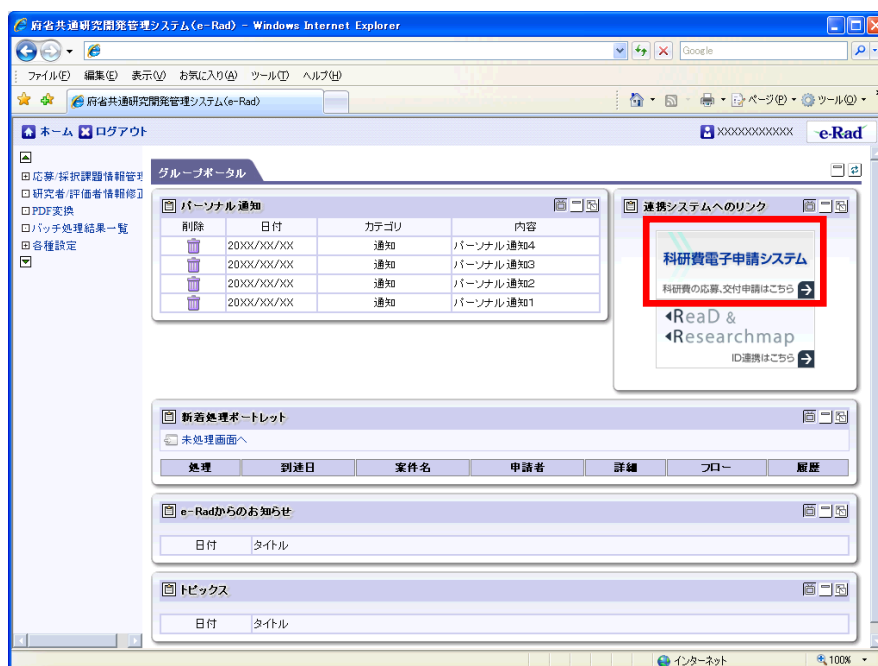 府省共通研究開発管理システム(e-Rad) - Windows Internet Explorer
Google
ファイル(F) 編集(E) 表示(V) お気に入り(A) ツール(T) ヘルプ(H)
府省共通研究開発管理システム(e-Rad)
ページ(P) ツール(O)
ホーム ログアウト
XXXXXXXXXXX e-Rad
応募/採択課題情報管理
研究者/評価者情報修正
PDF変換
バッチ処理結果一覧
各種設定
グループポータル
パーソナル通知
削除 日付 カテゴリ 内容
20XX/XX/XX 通知 パーソナル通知4
20XX/XX/XX 通知 パーソナル通知3
20XX/XX/XX 通知 パーソナル通知2
20XX/XX/XX 通知 パーソナル通知1
連携システムへのリンク
科研費電子申請システム
科研費の応募、交付申請はこちら
ReaD &
Researchmap
ID連携はこちら
新着処理ポートレット
未処理画面へ
処理 到達日 案件名 申請者 詳細 フロー 履歴
e-Radからのお知らせ
日付 タイトル
トピックス
日付 タイトル
インターネット 100%